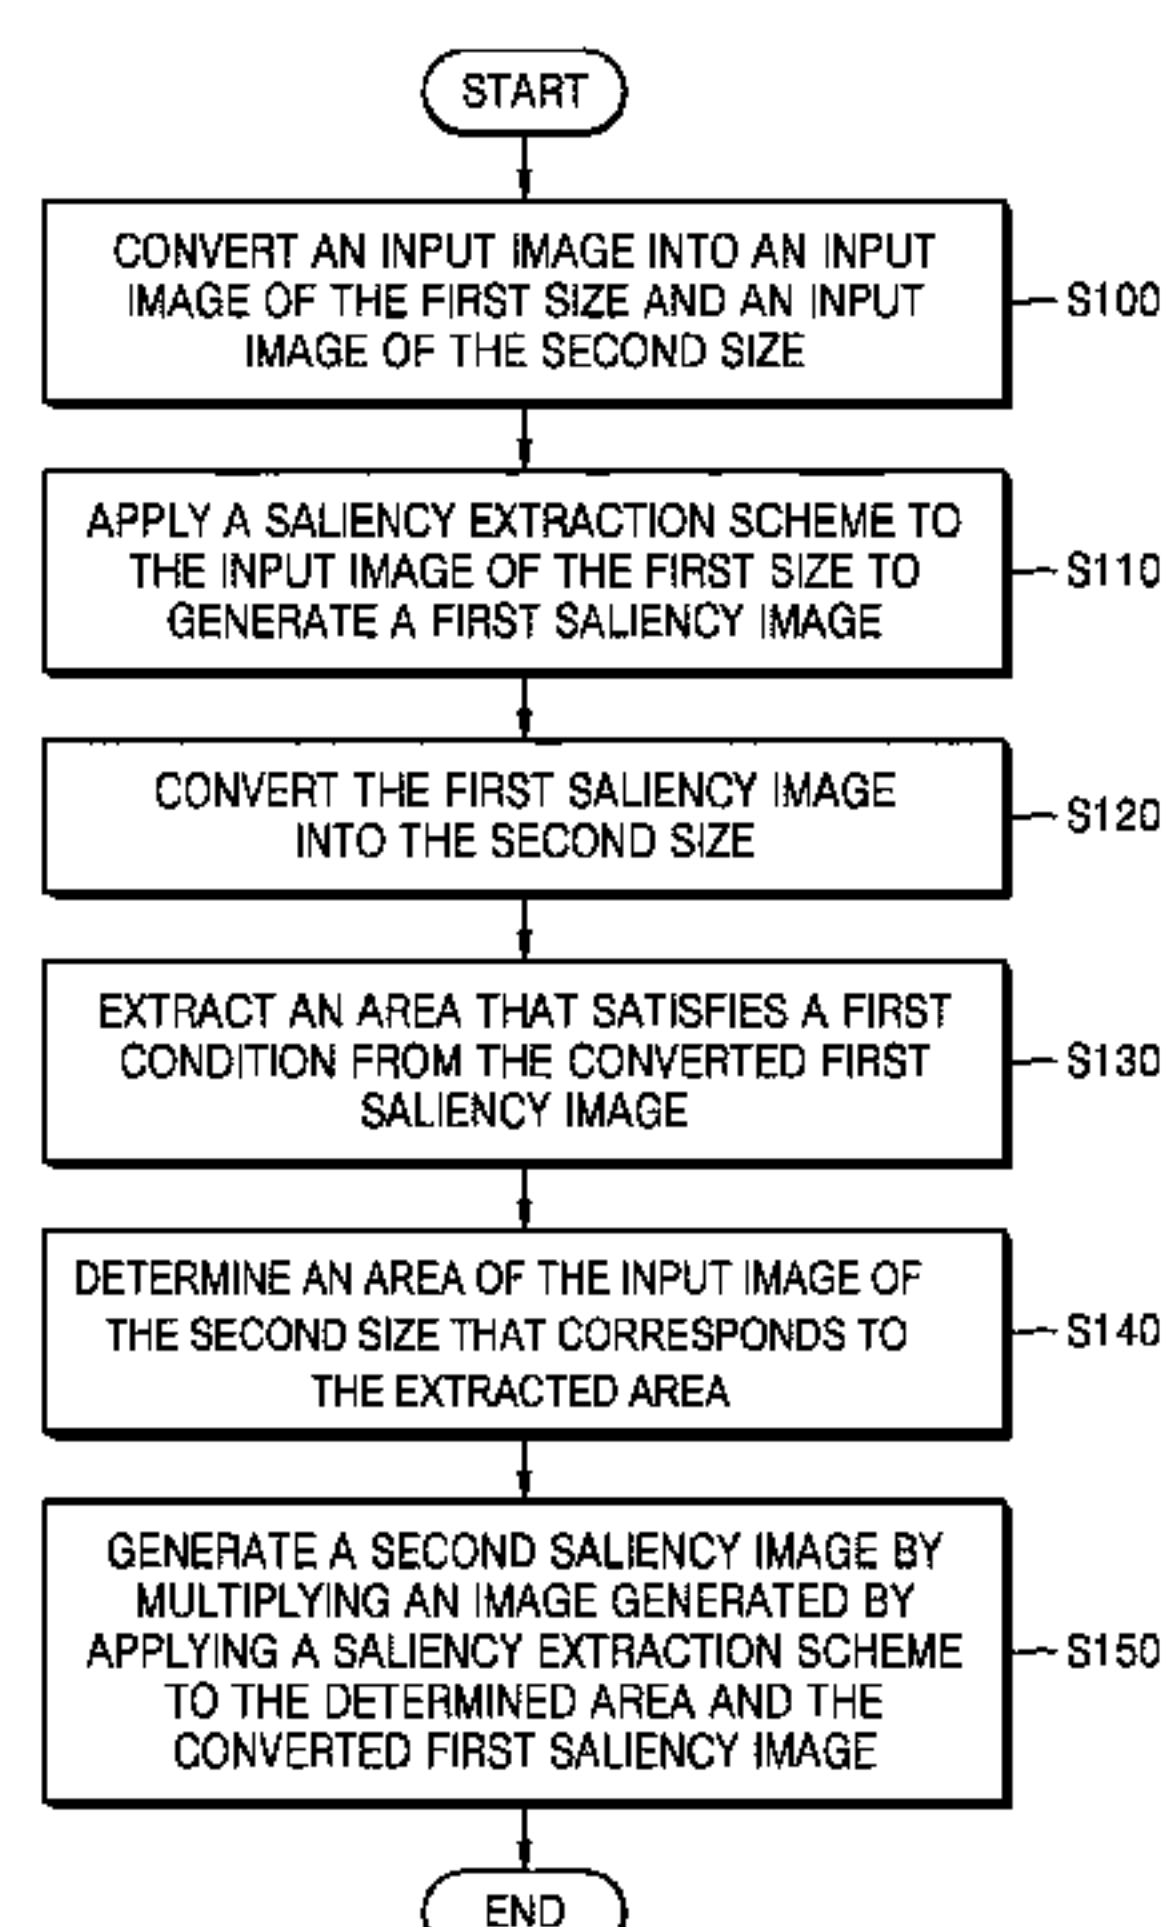 START
CONVERT AN INPUT IMAGE INTO AN INPUT
IMAGE OF THE FIRST SIZE AND AN INPUT
IMAGE OF THE SECOND SIZE
S100
APPLY A SALIENCY EXTRACTION SCHEME TO
THE INPUT IMAGE OF THE FIRST SIZE TO
GENERATE A FIRST SALIENCY IMAGE
S110
CONVERT THE FIRST SALIENCY IMAGE
INTO THE SECOND SIZE
S120
EXTRACT AN AREA THAT SATISFIES A FIRST
CONDITION FROM THE CONVERTED FIRST
SALIENCY IMAGE
S130
DETERMINE AN AREA OF THE INPUT IMAGE OF
THE SECOND SIZE THAT CORRESPONDS TO
THE EXTRACTED AREA
S140
GENERATE A SECOND SALIENCY IMAGE BY
MULTIPLYING AN IMAGE GENERATED BY
APPLYING A SALIENCY EXTRACTION SCHEME
TO THE DETERMINED AREA AND THE
CONVERTED FIRST SALIENCY IMAGE
S150
END